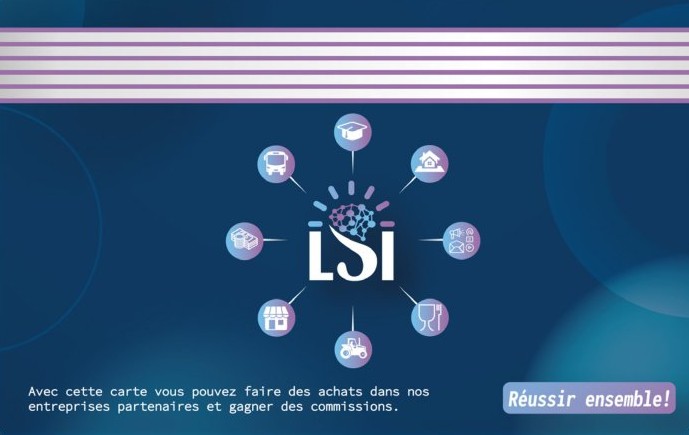 LSI
Avec cette carte vous pouvez faire des achats dans nos
entreprises partenaires et gagner des commissions.
Réussir ensemble!